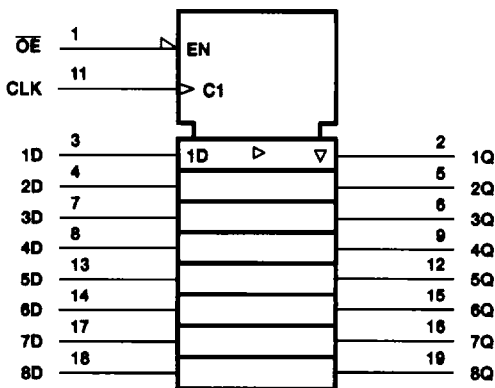 O̅E̅ 1 EN
CLK 11 C1
1D 3 1D 2 1Q
2D 4 5 2Q
3D 7 6 3Q
4D 8 9 4Q
5D 13 12 5Q
6D 14 15 6Q
7D 17 16 7Q
8D 18 19 8Q